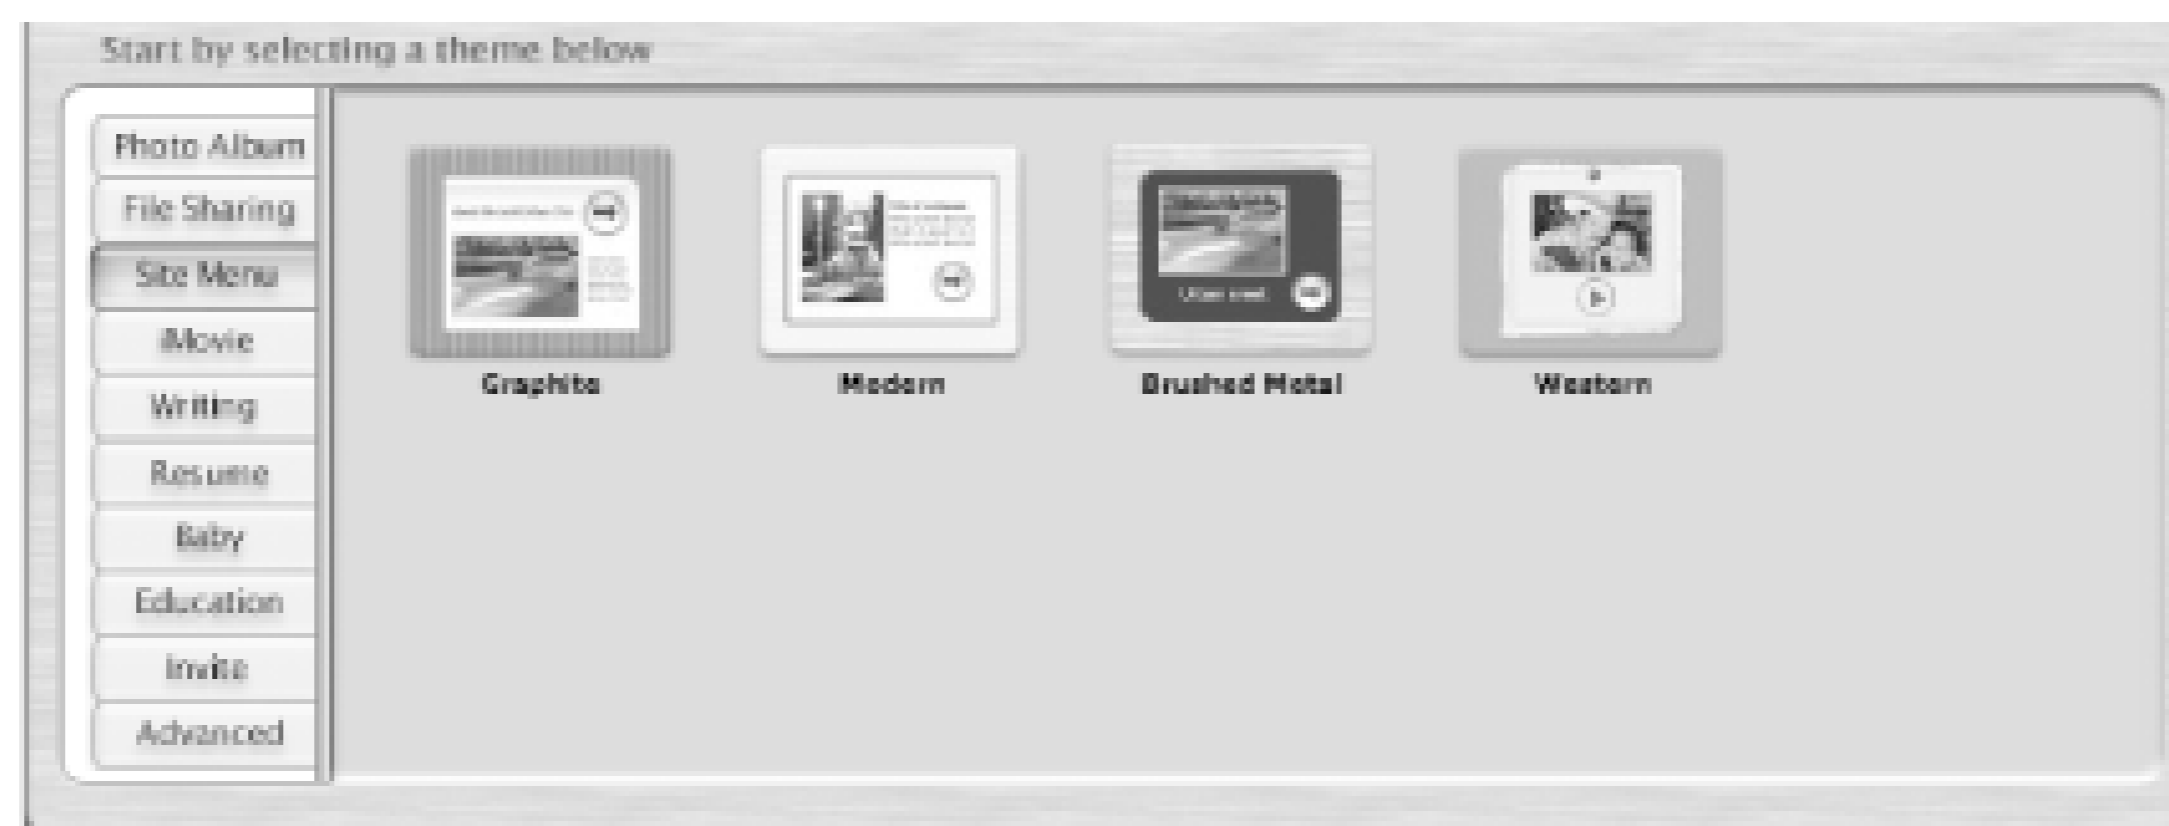 Start by selecting a theme below
Photo Album
File Sharing
Site Menu
iMovie
Writing
Resume
Baby
Education
Invite
Advanced
Graphite
Modern
Brushed Metal
Western